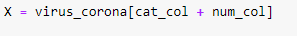 X = virus_corona[cat_col + num_col]